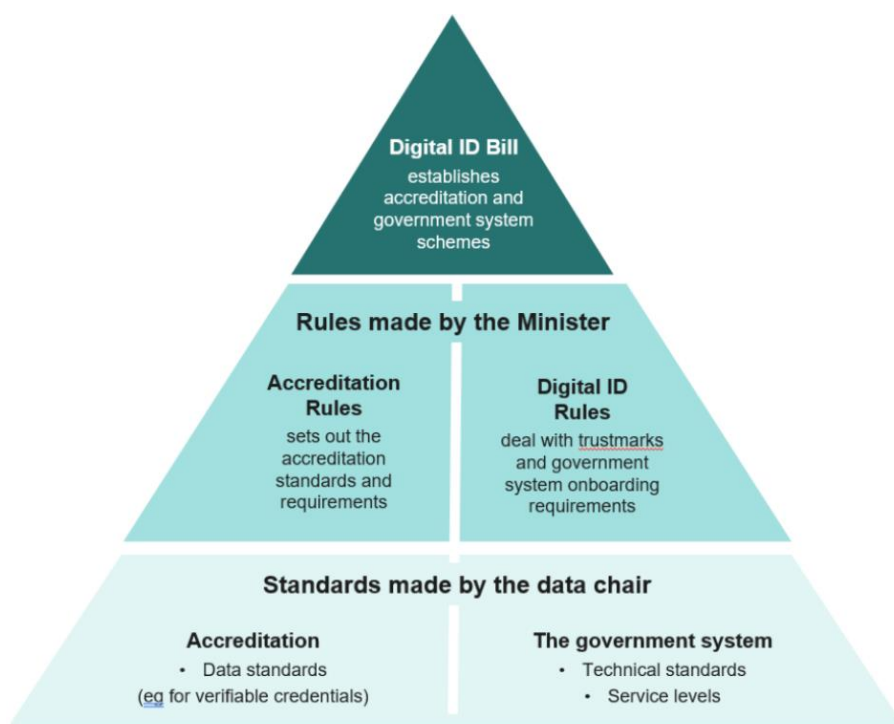 Digital ID Bill
establishes
accreditation and
government system
schemes
Rules made by the Minister
Accreditation
Rules
sets out the
accreditation
standards and
requirements
Digital ID
Rules
deal with trustmarks
and government
system onboarding
requirements
Standards made by the data chair
Accreditation
• Data standards
(eg for verifiable credentials)
The government system
• Technical standards
• Service levels